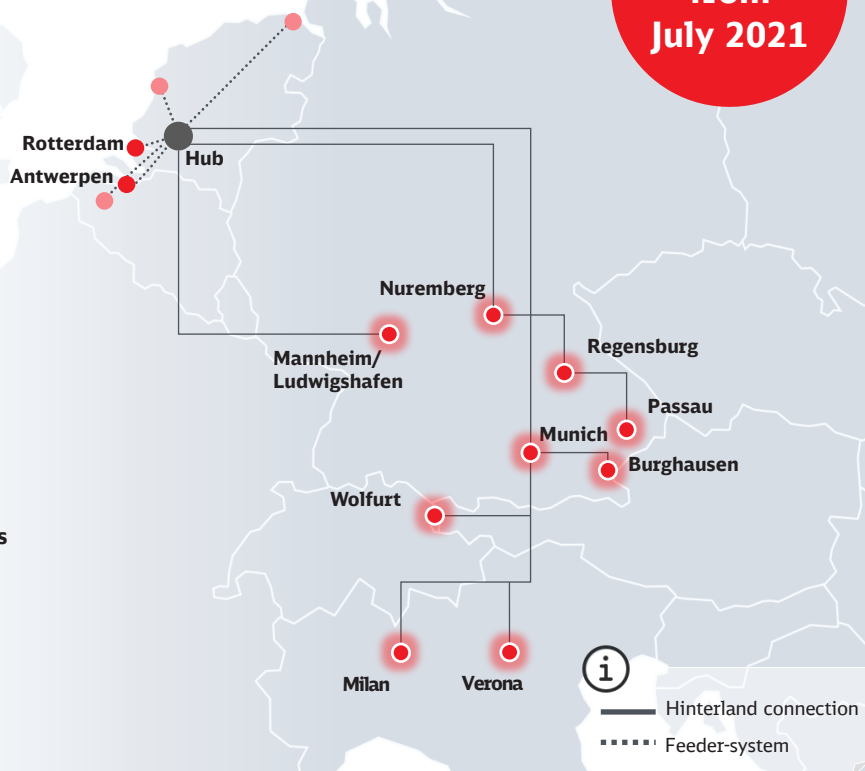 July 2021
Rotterdam
Hub
Antwerpen
Nuremberg
Regensburg
Mannheim/
Ludwigshafen
Passau
Munich
Burghausen
Wolfurt
s
Milan
Verona
i
Hinterland connection
Feeder-system